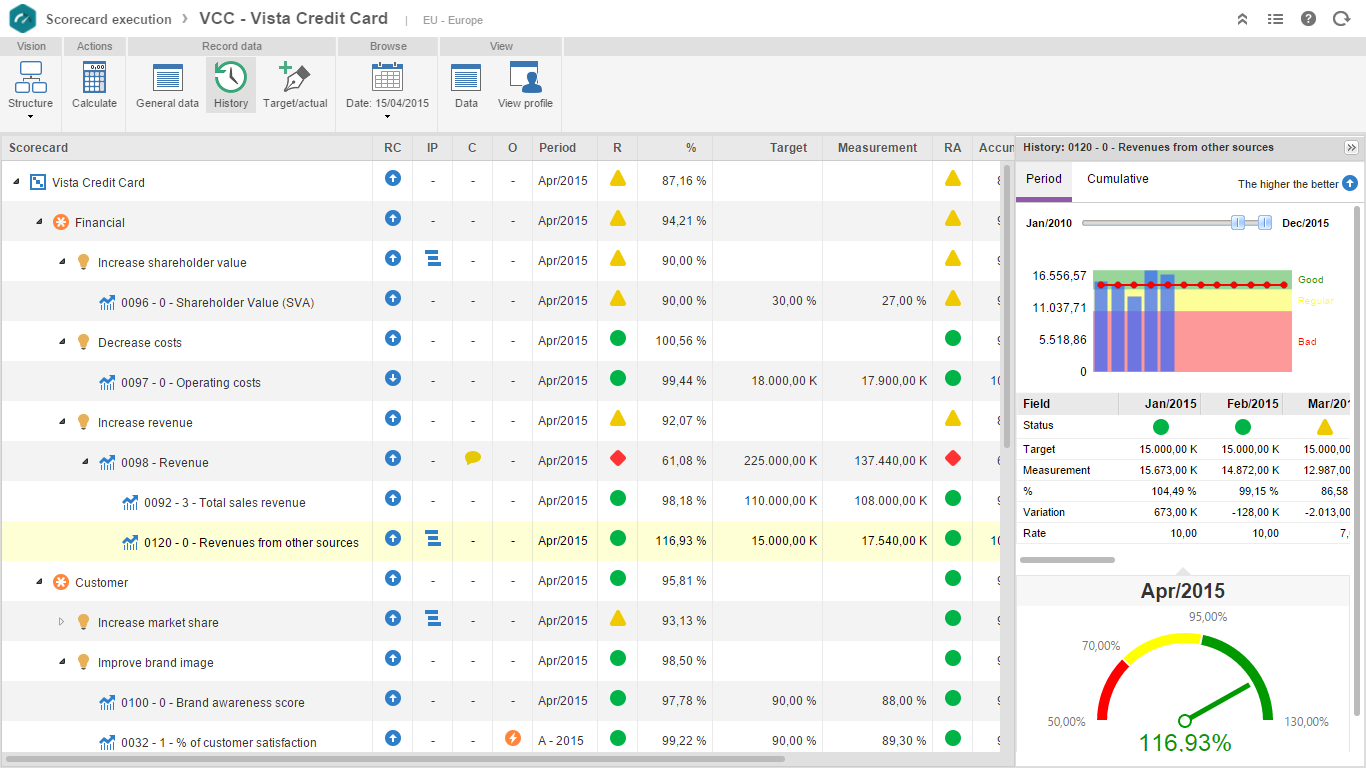 Scorecard execution › VCC - Vista Credit Card | EU - Europe
Vision Actions Record data Browse View
Structure Calculate General data History Target/actual Date: 15/04/2015 Data View profile
Scorecard RC IP C O Period R % Target Measurement RA Accum
Vista Credit Card - - - Apr/2015 87,16 % 8
Financial - - - Apr/2015 94,21 % 9
Increase shareholder value - - Apr/2015 90,00 % 9
0096 - 0 - Shareholder Value (SVA) - - - Apr/2015 90,00 % 30,00 % 27,00 % 9
Decrease costs - - - Apr/2015 100,56 % 9
0097 - 0 - Operating costs - - - Apr/2015 99,44 % 18.000,00 K 17.900,00 K 10
Increase revenue - - - Apr/2015 92,07 % 8
0098 - Revenue - - Apr/2015 61,08 % 225.000,00 K 137.440,00 K 6
0092 - 3 - Total sales revenue - - - Apr/2015 98,18 % 110.000,00 K 108.000,00 K 9
0120 - 0 - Revenues from other sources - - Apr/2015 116,93 % 15.000,00 K 17.540,00 K 10
Customer - - - Apr/2015 95,81 % 9
Increase market share - - Apr/2015 93,13 % 9
Improve brand image - - - Apr/2015 98,50 % 9
0100 - 0 - Brand awareness score - - - Apr/2015 97,78 % 90,00 % 88,00 % 9
0032 - 1 - % of customer satisfaction - - A - 2015 99,22 % 90,00 % 89,30 % 9
History: 0120 - 0 - Revenues from other sources
Period Cumulative The higher the better
Jan/2010 Dec/2015
16.556,57 Good
Regular
11.037,71
5.518,86 Bad
0
Field Jan/2015 Feb/2015 Mar/201
Status
Target 15.000,00 K 15.000,00 K 15.000,00
Measurement 15.673,00 K 14.872,00 K 12.987,00
% 104,49 % 99,15 % 86,58
Variation 673,00 K -128,00 K -2.013,00
Rate 10,00 10,00 7,
Apr/2015
95,00%
70,00%
50,00% 130,00%
116.93%